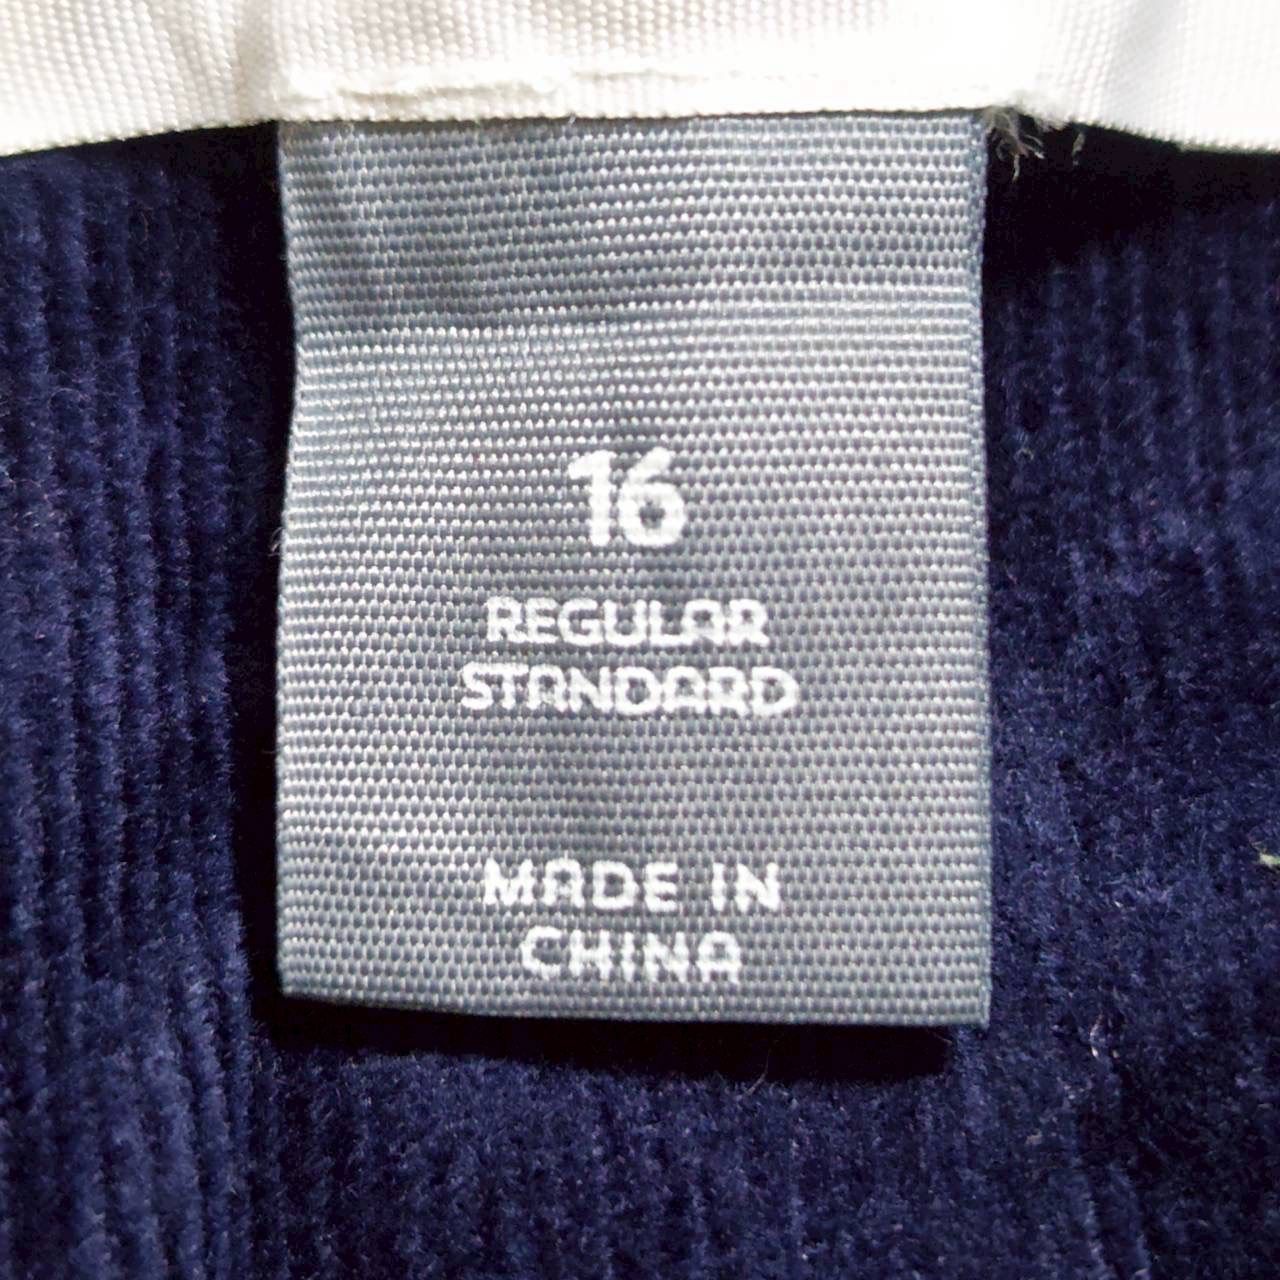 16
REGULAR
STANDARD
MADE IN
CHINA